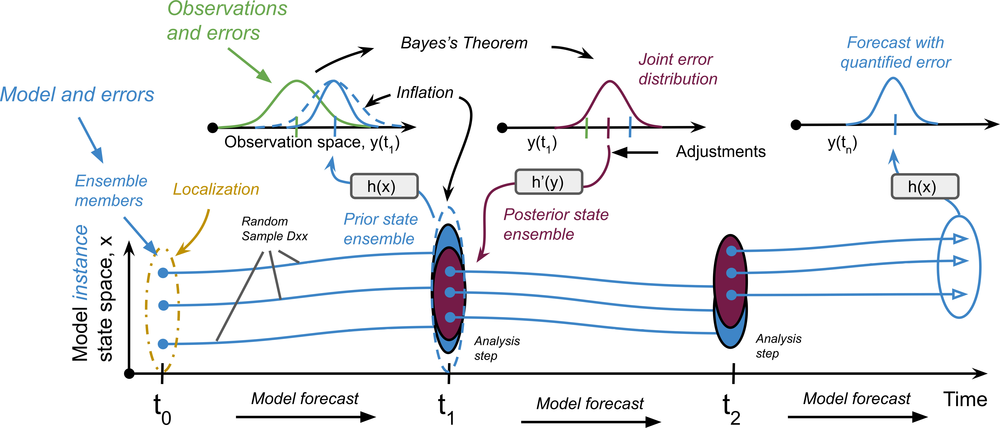 Observations
and errors
Bayes's Theorem
Forecast with
quantified error
Joint error
distribution
Model and errors
Inflation
Observation space, y(t1)
y(t1)
Adjustments
y(tn)
Ensemble
members
Localization
h(x)
h'(y)
h(x)
Random
Sample Dxx
Prior state
ensemble
Posterior state
ensemble
Model instance
state space, x
Analysis
step
Analysis
step
t0
Model forecast
t1
Model forecast
t2
Model forecast
Time